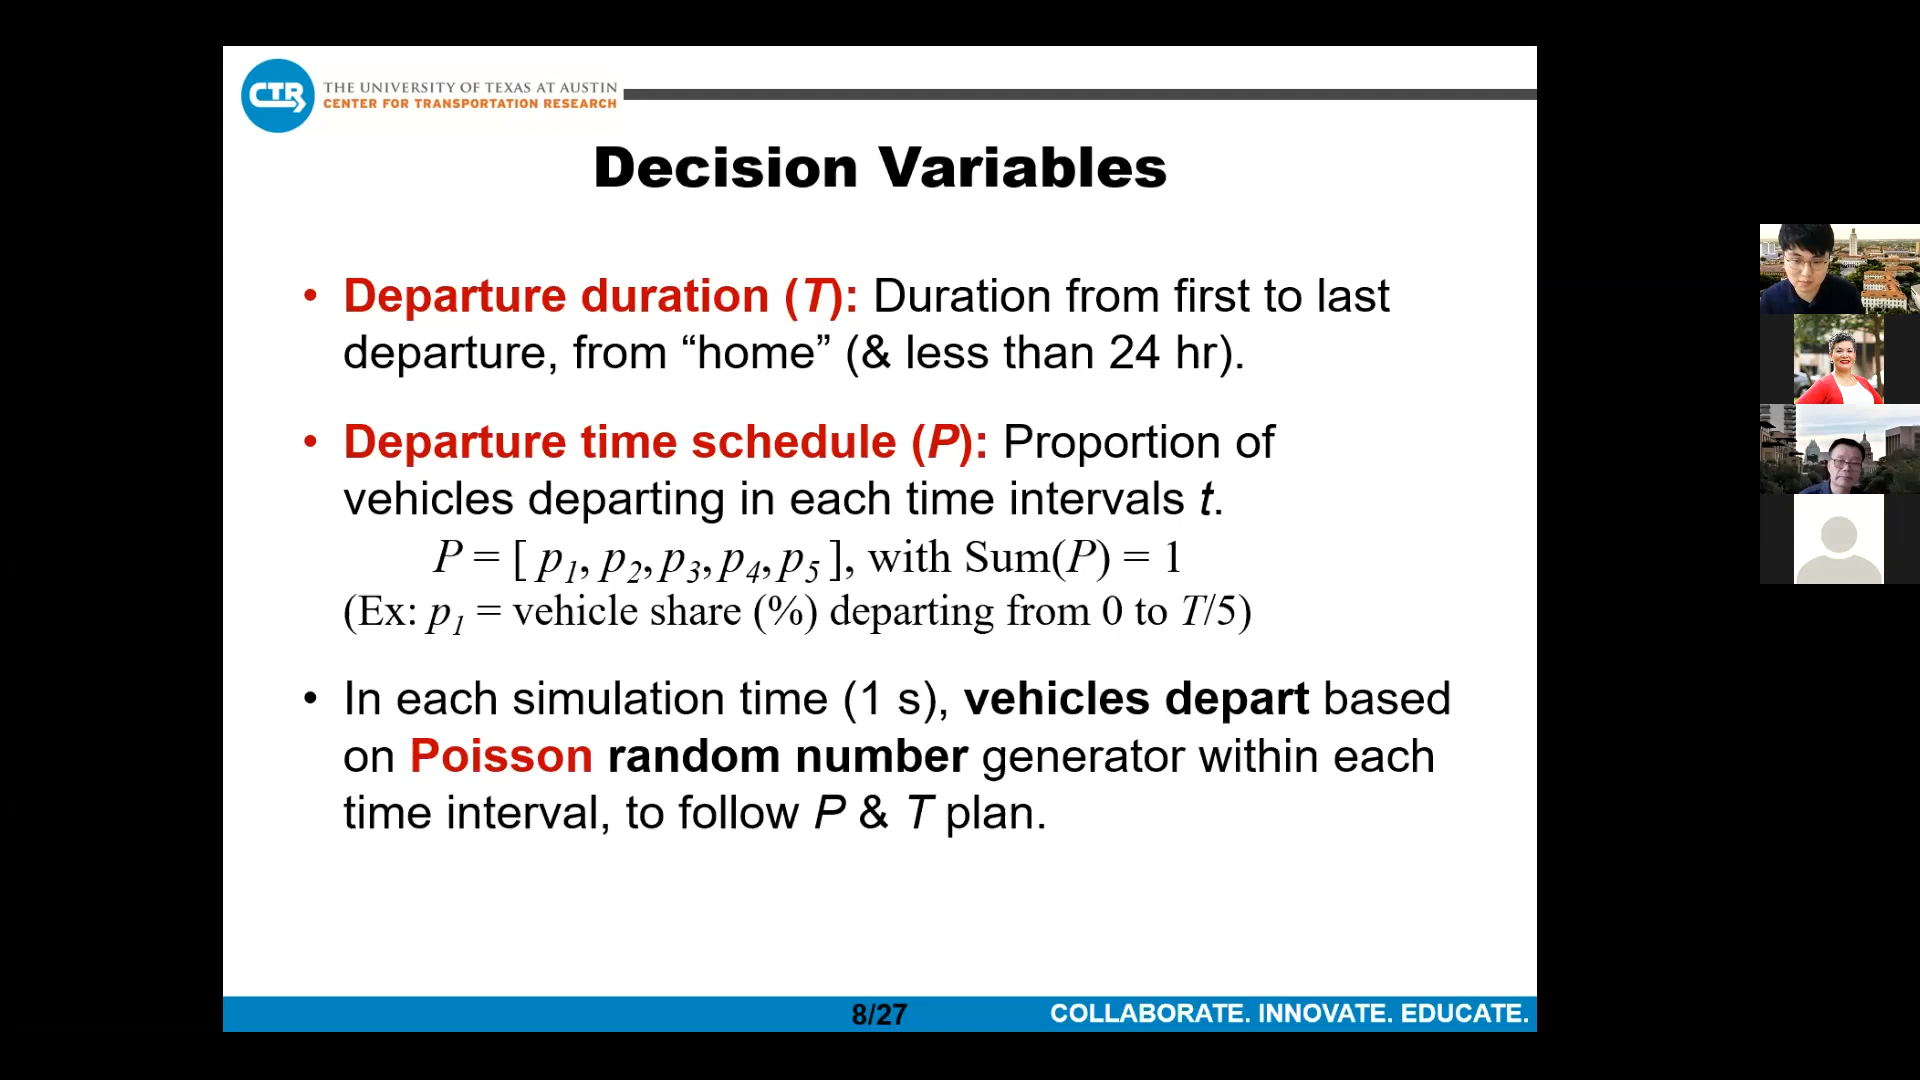 CTR
THE UNIVERSITY OF TEXAS AT AUSTIN
CENTER FOR TRANSPORTATION RESEARCH
Decision Variables
• Departure duration (T): Duration from first to last
departure, from “home” (& less than 24 hr).
• Departure time schedule (P): Proportion of
vehicles departing in each time intervals t.
P = [ p₁, p₂, p₃, p₄, p₅ ], with Sum(P) = 1
(Ex: p₁ = vehicle share (%) departing from 0 to T/5)
• In each simulation time (1 s), vehicles depart based
on Poisson random number generator within each
time interval, to follow P & T plan.
8/27
COLLABORATE. INNOVATE. EDUCATE.